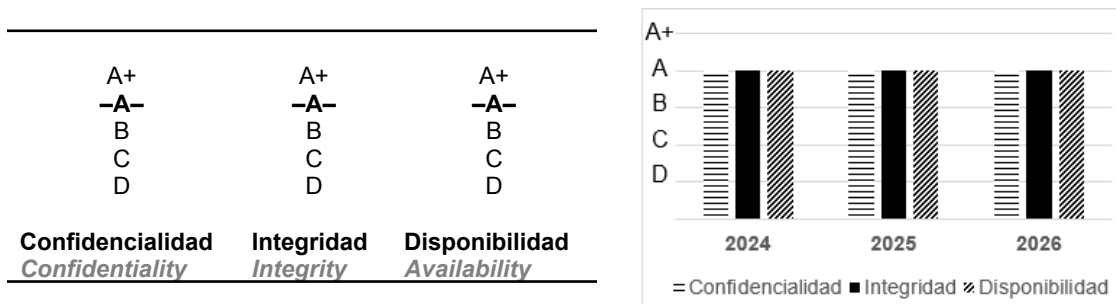 A+ A+ A+
–A– –A– –A–
B B B
C C C
D D D
Confidencialidad Integridad Disponibilidad
Confidentiality Integrity Availability
A+
A
B
C
D
2024 2025 2026
Confidencialidad Integridad Disponibilidad